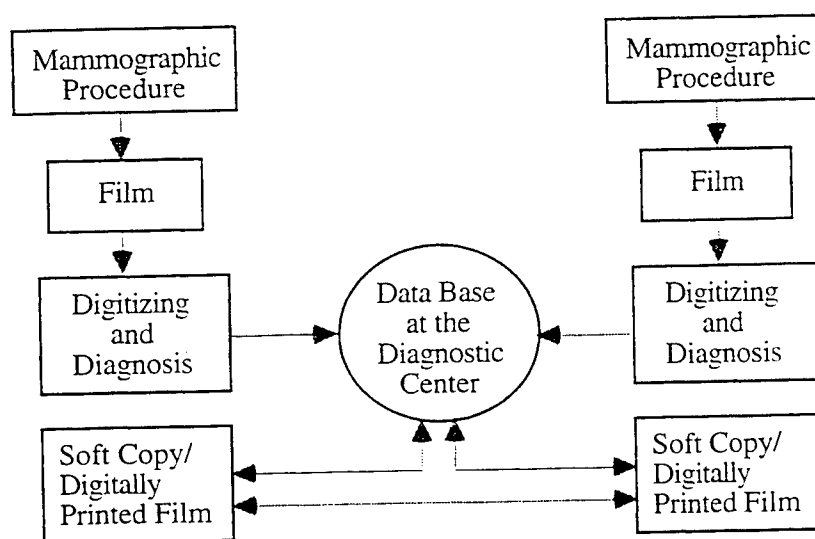 Mammographic
Procedure
Film
Digitizing
and
Diagnosis
Soft Copy/
Digitally
Printed Film
Data Base
at the
Diagnostic
Center
Mammographic
Procedure
Film
Digitizing
and
Diagnosis
Soft Copy/
Digitally
Printed Film